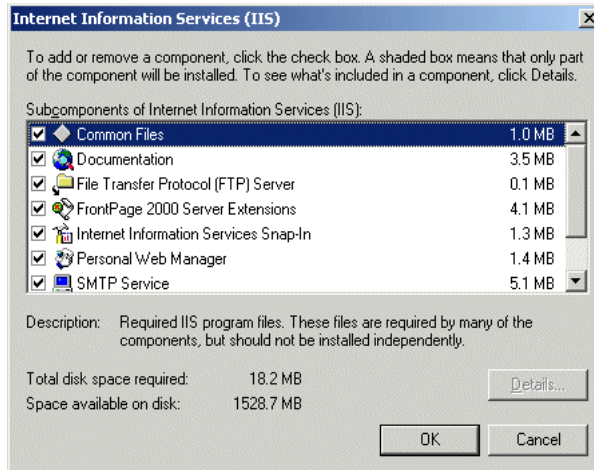 Internet Information Services (IIS)
To add or remove a component, click the check box. A shaded box means that only part
of the component will be installed. To see what's included in a component, click Details.
Subcomponents of Internet Information Services (IIS):
Common Files 1.0 MB
Documentation 3.5 MB
File Transfer Protocol (FTP) Server 0.1 MB
FrontPage 2000 Server Extensions 4.1 MB
Internet Information Services Snap-In 1.3 MB
Personal Web Manager 1.4 MB
SMTP Service 5.1 MB
Description: Required IIS program files. These files are required by many of the
components, but should not be installed independently.
Total disk space required: 18.2 MB
Details...
Space available on disk: 1528.7 MB
OK Cancel